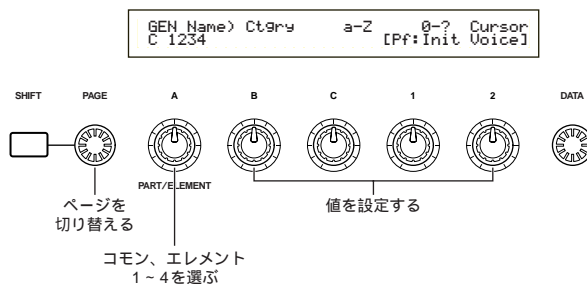 GEN Name) Ctgry a-Z 0-? Cursor
C 1234 [Pf:Init Voice]
SHIFT PAGE A B C 1 2 DATA
PART/ELEMENT
ページを
切り替える
値を設定する
コモン、エレメント
1~4を選ぶ